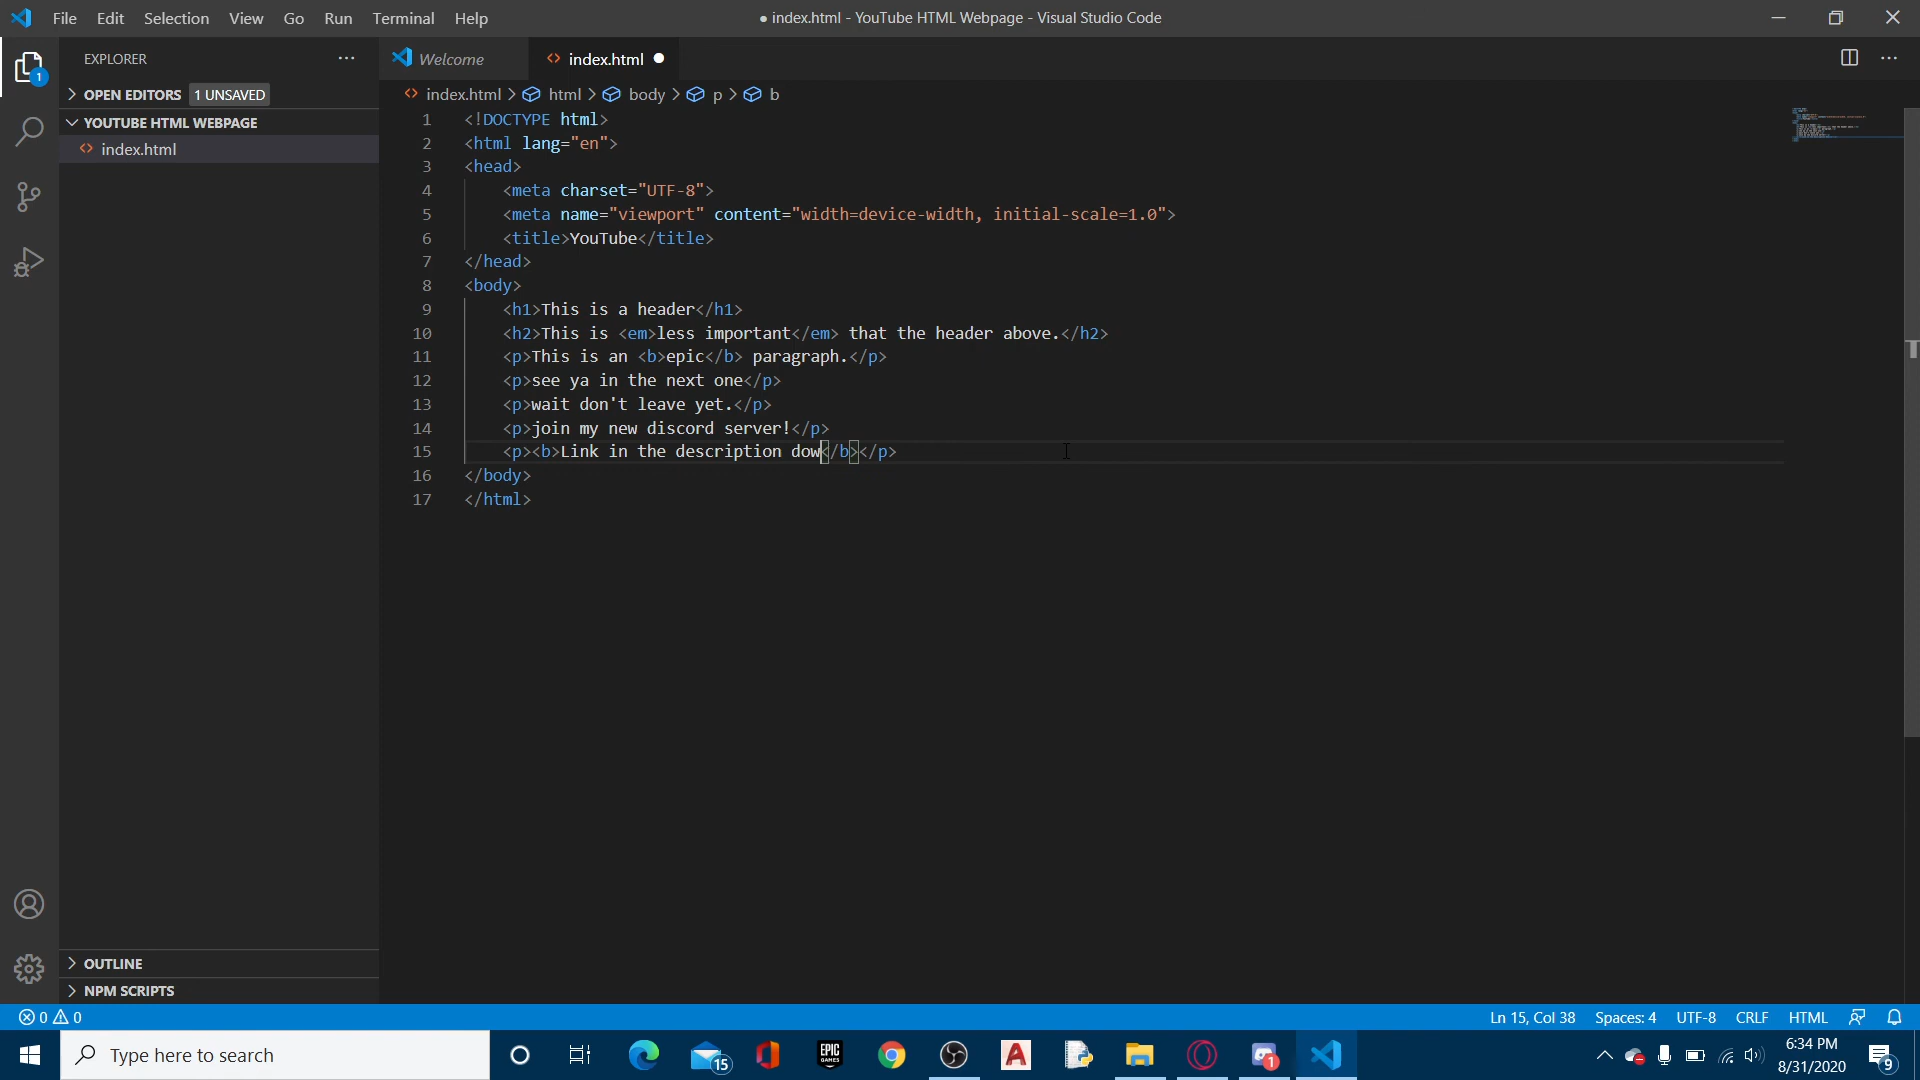 File Edit Selection View Go Run Terminal Help
● index.html - YouTube HTML Webpage - Visual Studio Code
EXPLORER
Welcome
index.html
OPEN EDITORS 1 UNSAVED
index.html > html > body > p > b
YOUTUBE HTML WEBPAGE
index.html
1 <!DOCTYPE html>
2 <html lang="en">
3 <head>
4 <meta charset="UTF-8">
5 <meta name="viewport" content="width=device-width, initial-scale=1.0">
6 <title>YouTube</title>
7 </head>
8 <body>
9 <h1>This is a header</h1>
10 <h2>This is <em>less important</em> that the header above.</h2>
11 <p>This is an <b>epic</b> paragraph.</p>
12 <p>see ya in the next one</p>
13 <p>wait don't leave yet.</p>
14 <p>join my new discord server!</p>
15 <p><b>Link in the description dow</b></p>
16 </body>
17 </html>
1
OUTLINE
NPM SCRIPTS
0 0
Ln 15, Col 38 Spaces: 4 UTF-8 CRLF HTML
Type here to search
15
EPIC GAMES
1
6:34 PM
8/31/2020
9